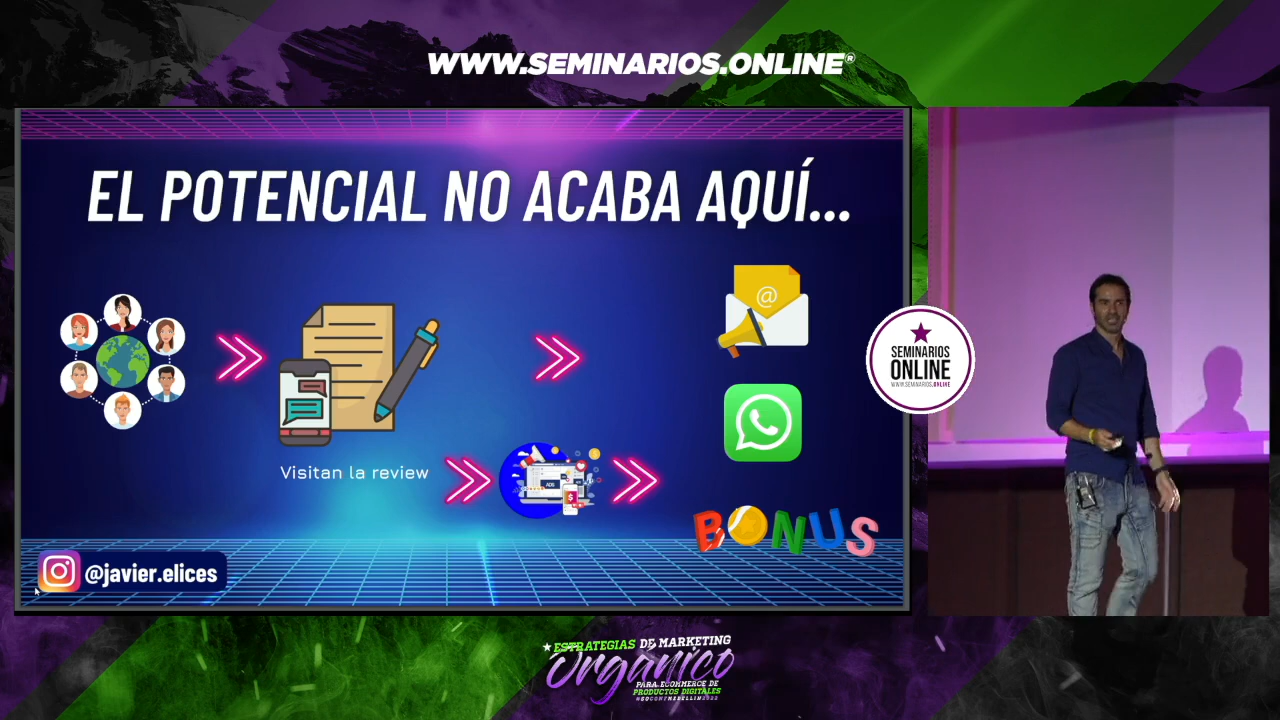 WWW.SEMINARIOS.ONLINE®
EL POTENCIAL NO ACABA AQUÍ...
@
Visitan la review
ADS
$
BONUS
@javier.elices
SEMINARIOS
ONLINE
WWW.SEMINARIOS.ONLINE
ESTRATEGIAS DE MARKETING
Orgánico
PARA ECOMMERCE DE
PRODUCTOS DIGITALES